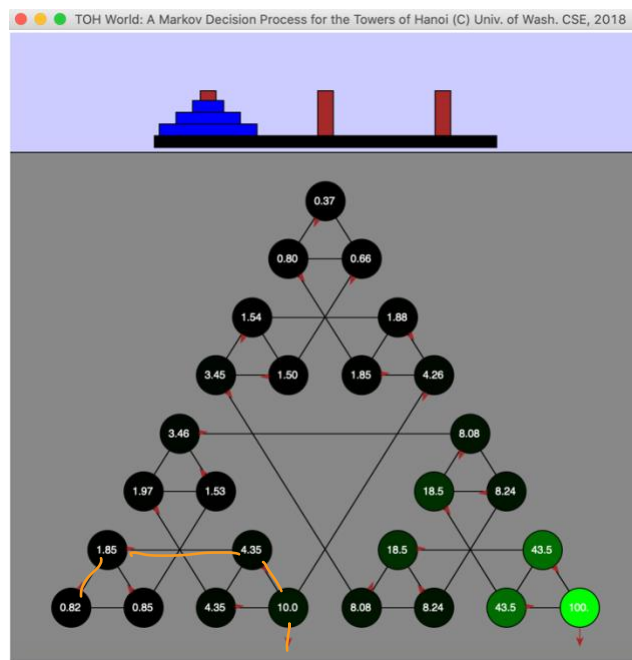 TOH World: A Markov Decision Process for the Towers of Hanoi (C) Univ. of Wash. CSE, 2018
0.37
0.80 0.66
1.54 1.88
3.45 1.50 1.85 4.26
3.46 8.08
1.97 1.53 18.5 8.24
1.85 4.35 18.5 43.5
0.82 0.85 4.35 10.0 8.08 8.24 43.5 100.